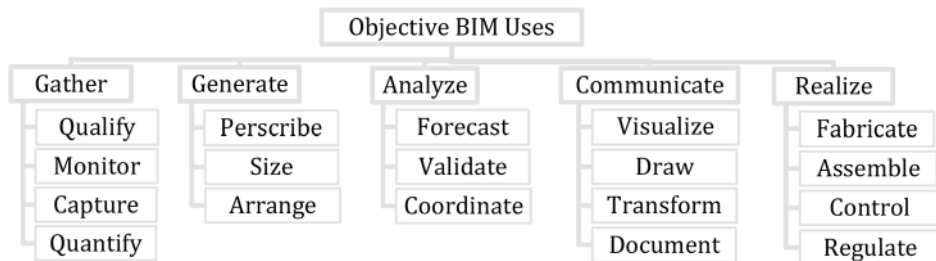 Objective BIM Uses
Gather
Qualify
Monitor
Capture
Quantify
Generate
Perscribe
Size
Arrange
Analyze
Forecast
Validate
Coordinate
Communicate
Visualize
Draw
Transform
Document
Realize
Fabricate
Assemble
Control
Regulate